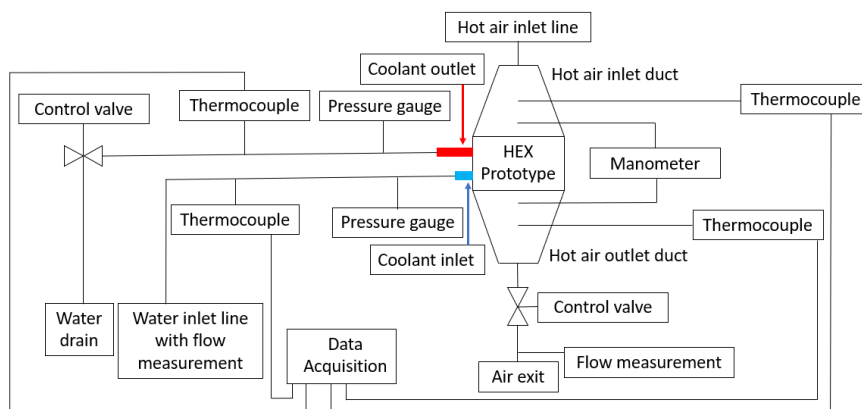 Hot air inlet line
Coolant outlet
Hot air inlet duct
Control valve
Thermocouple
Pressure gauge
Thermocouple
HEX
Prototype
Manometer
Thermocouple
Pressure gauge
Thermocouple
Coolant inlet
Hot air outlet duct
Water
drain
Water inlet line
with flow
measurement
Control valve
Data
Acquisition
Flow measurement
Air exit